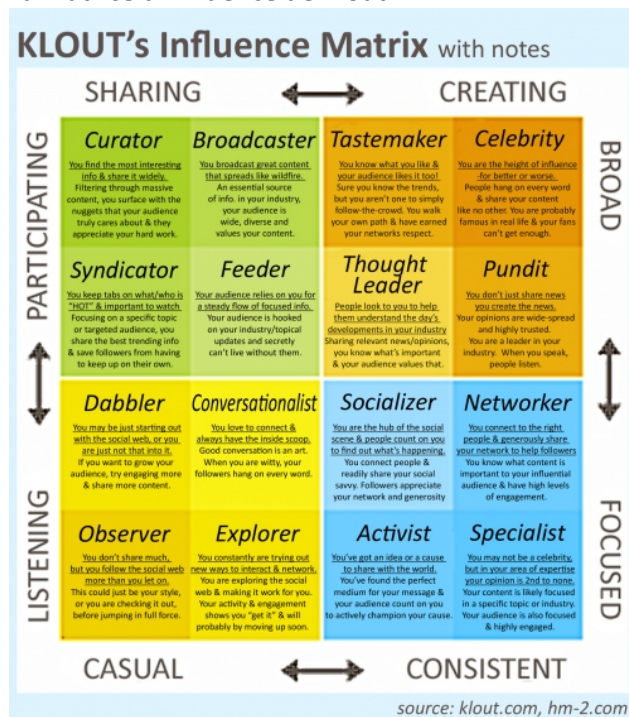 KLOUT's Influence Matrix with notes
SHARING CREATING
PARTICIPATING
LISTENING
BROAD
FOCUSED
Curator
You find the most interesting
info & share it widely.
Filtering through massive
content, you surface with the
nuggets that your audience
truly cares about & they
appreciate your hard work.
Broadcaster
You broadcast great content
that spreads like wildfire.
An essential source
of info. in your industry,
your audience is
wide, diverse and
values your content.
Tastemaker
You know what you like &
your audience likes it too!
Sure you know the trends,
but you aren't one to simply
follow-the-crowd. You walk
your own path & have earned
your networks respect.
Celebrity
You are the height of influence
-for better or worse.
People hang on every word
& share your content
like no other. You are probably
famous in real life & your fans
can't get enough.
Syndicator
You keep tabs on what/who is
"HOT" & important to watch
Focusing on a specific topic
or targeted audience, you
share the best trending info
& save followers from having
to keep up on their own.
Feeder
Your audience relies on you for
a steady flow of focused info.
Your audience is hooked
on your industry/topical
updates and secretly
can't live without them.
Thought
Leader
People look to you to help
them understand the day's
developments in your industry
Sharing relevant news/opinions,
you know what's important
& your audience values that.
Pundit
You don't just share news
you create the news.
Your opinions are wide-spread
and highly trusted.
You are a leader in your
industry. When you speak,
people listen.
Dabbler
You may be just starting out
with the social web, or you
are just not that into it.
If you want to grow your
audience, try engaging more
& share more content.
Conversationalist
You love to connect &
always have the inside scoop.
Good conversation is an art.
When you are witty, your
followers hang on every word.
Socializer
You are the hub of the social
scene & people count on you
to find out what's happening.
You connect people &
readily share your social
savvy. Followers appreciate
your network and generosity
Networker
You connect to the right
people & generously share
your network to help followers
You know what content is
important to your influential
audience & have high levels
of engagement.
Observer
You don't share much,
but you follow the social web
more than you let on.
This could just be your style,
or you are checking it out,
before jumping in full force.
Explorer
You constantly are trying out
new ways to interact & network.
You are exploring the social
web & making it work for you.
Your activity & engagement
shows you "get it" & will
probably by moving up soon.
Activist
You've got an idea or a cause
to share with the world.
You've found the perfect
medium for your message &
your audience count on you
to actively champion your cause.
Specialist
You may not be a celebrity,
but in your area of expertise
your opinion is 2nd to none.
Your content is likely focused
in a specific topic or industry.
Your audience is also focused
& highly engaged.
CASUAL CONSISTENT
source: klout.com, hm-2.com